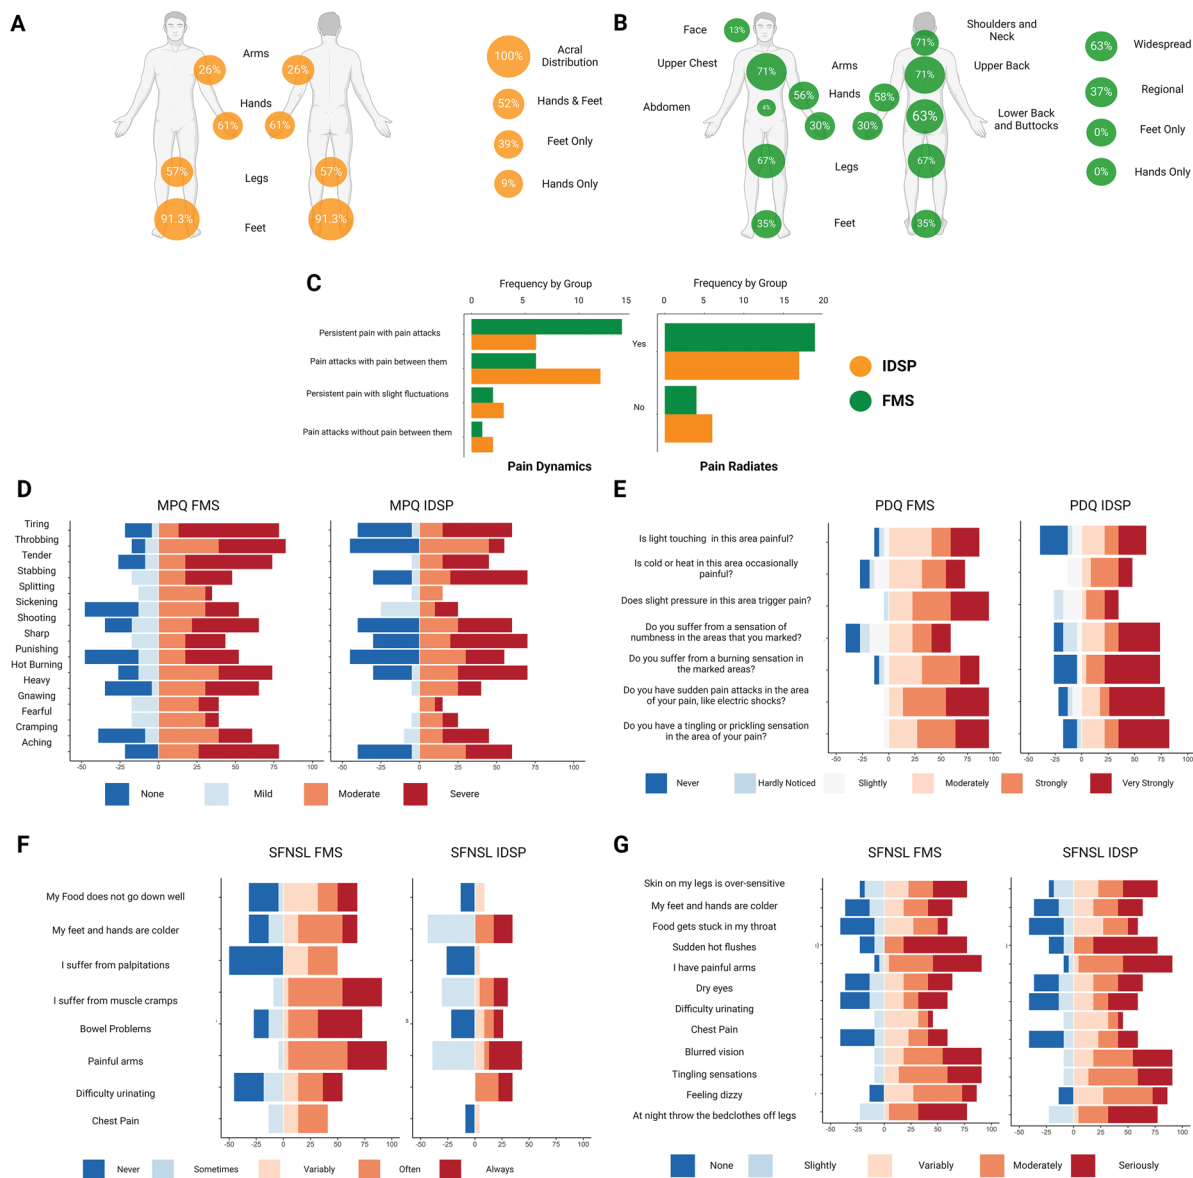 A
Arms
26%
26%
Hands
61%
61%
57%
57%
Legs
91.3%
91.3%
Feet
100%
Acral
Distribution
52%
Hands & Feet
39%
Feet Only
9%
Hands Only
B
Face
13%
Shoulders and
Neck
71%
Upper Chest
71%
Arms
71%
Upper Back
Abdomen
4%
56%
Hands
58%
63%
Lower Back
and Buttocks
30%
30%
67%
Legs
67%
35%
Feet
35%
63%
Widespread
37%
Regional
0%
Feet Only
0%
Hands Only
C
Frequency by Group
0 5 10 15
Persistent pain with pain attacks
Pain attacks with pain between them
Persistent pain with slight fluctuations
Pain attacks without pain between them
Pain Dynamics
Frequency by Group
0 5 10 15 20
Yes
No
Pain Radiates
IDSP
FMS
D
MPQ FMS
MPQ IDSP
Tiring
Throbbing
Tender
Stabbing
Splitting
Sickening
Shooting
Sharp
Punishing
Hot Burning
Heavy
Gnawing
Fearful
Cramping
Aching
-50 -25 0 25 50 75 100
-50 -25 0 25 50 75 100
None Mild Moderate Severe
E
PDQ FMS
PDQ IDSP
Is light touching in this area painful?
Is cold or heat in this area occasionally
painful?
Does slight pressure in this area trigger pain?
Do you suffer from a sensation of
numbness in the areas that you marked?
Do you suffer from a burning sensation in
the marked areas?
Do you have sudden pain attacks in the area
of your pain, like electric shocks?
Do you have a tingling or prickling sensation
in the area of your pain?
-50 -25 0 25 50 75 100
-50 -25 0 25 50 75 100
Never Hardly Noticed Slightly Moderately Strongly Very Strongly
F
SFNSL FMS
SFNSL IDSP
My Food does not go down well
My feet and hands are colder
I suffer from palpitations
I suffer from muscle cramps
Bowel Problems
s
Painful arms
Difficulty urinating
Chest Pain
-50 -25 0 25 50 75 100
-50 -25 0 25 50 75 100
Never Sometimes Variably Often Always
G
SFNSL FMS
SFNSL IDSP
Skin on my legs is over-sensitive
My feet and hands are colder
Food gets stuck in my throat
Sudden hot flushes
I have painful arms
Dry eyes
Difficulty urinating
Chest Pain
Blurred vision
Tingling sensations
Feeling dizzy
At night throw the bedclothes off legs
-50 -25 0 25 50 75 100
-50 -25 0 25 50 75 100
None Slightly Variably Moderately Seriously